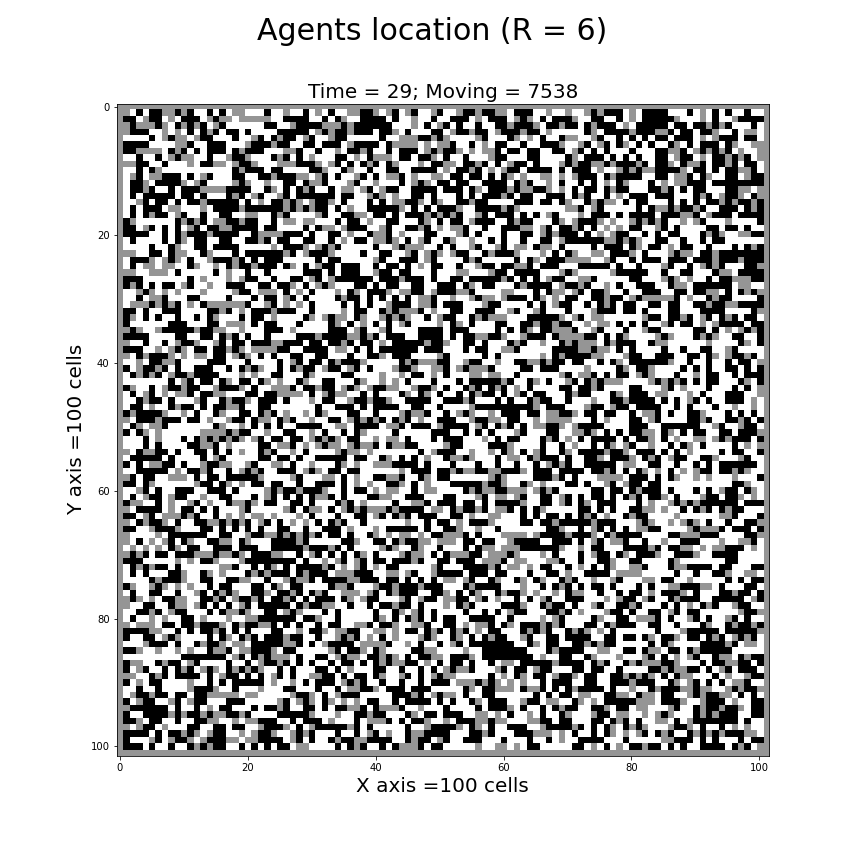 Agents location (R = 6)
Time = 29; Moving = 7538
0
20
40
60
80
100
Y axis =100 cells
0 20 40 60 80 100
X axis =100 cells